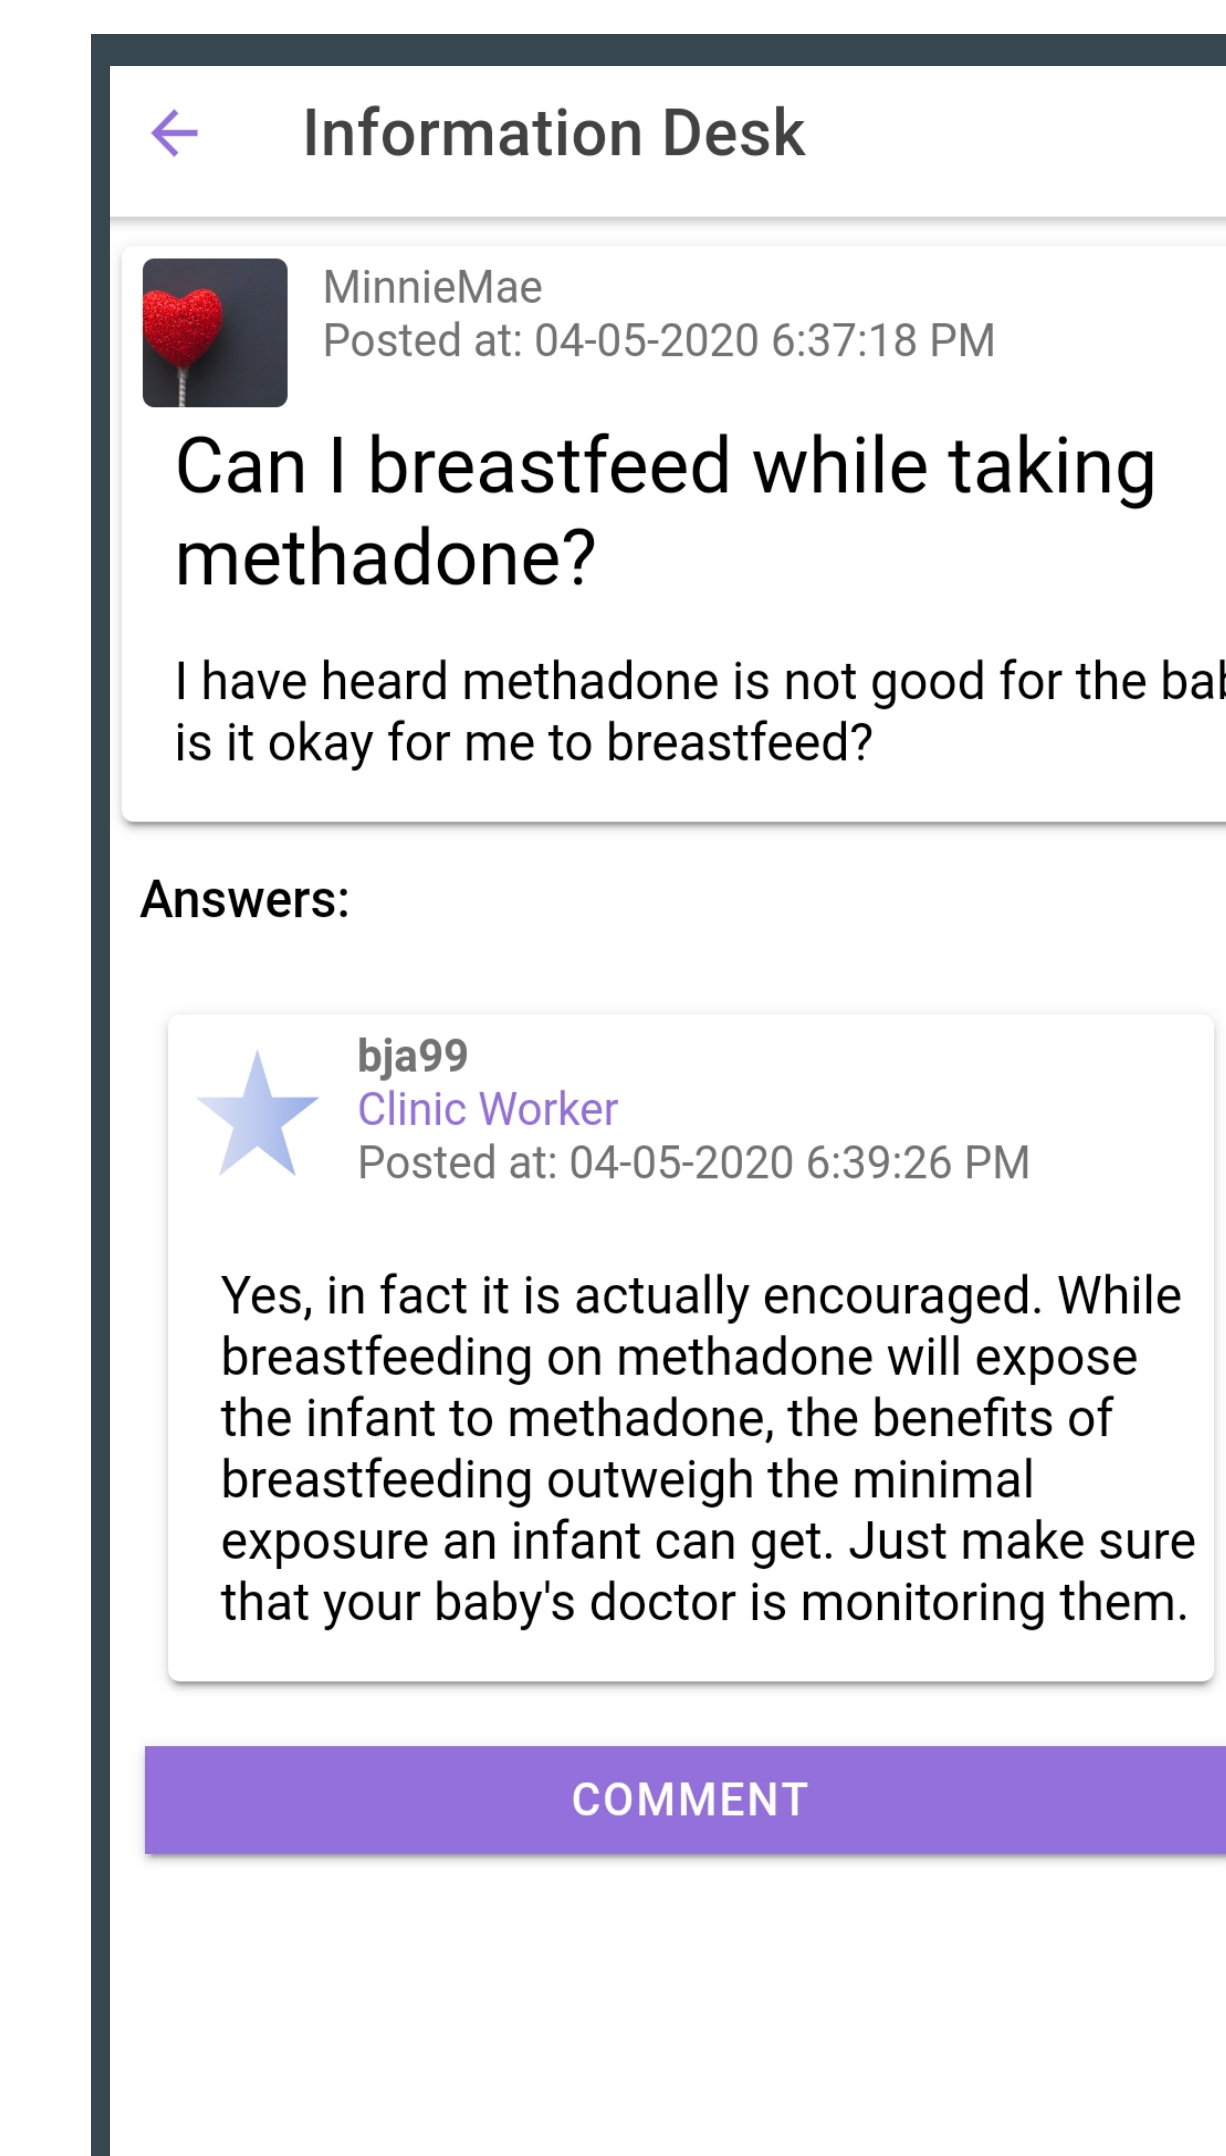 Information Desk
MinnieMae
Posted at: 04-05-2020 6:37:18 PM
Can I breastfeed while taking
methadone?
I have heard methadone is not good for the
is it okay for me to breastfeed?
Answers:
bja99
Clinic Worker
Posted at: 04-05-2020 6:39:26 PM
Yes, in fact it is actually encouraged. While
breastfeeding on methadone will expose
the infant to methadone, the benefits of
breastfeeding outweigh the minimal
exposure an infant can get. Just make sure
that your baby's doctor is monitoring them.
COMMENT